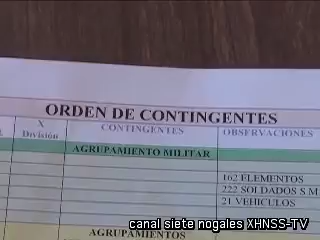 ORDEN DE CONTINGENTES
X
División
CONTINGENTES
OBSERVACIONES
AGRUPAMIENTO MILITAR
162 ELEMENTOS
222 SOLDADOS S M
21 VEHICULOS
canal siete nogales XHNSS-TV
AGRUPAMIENTOS